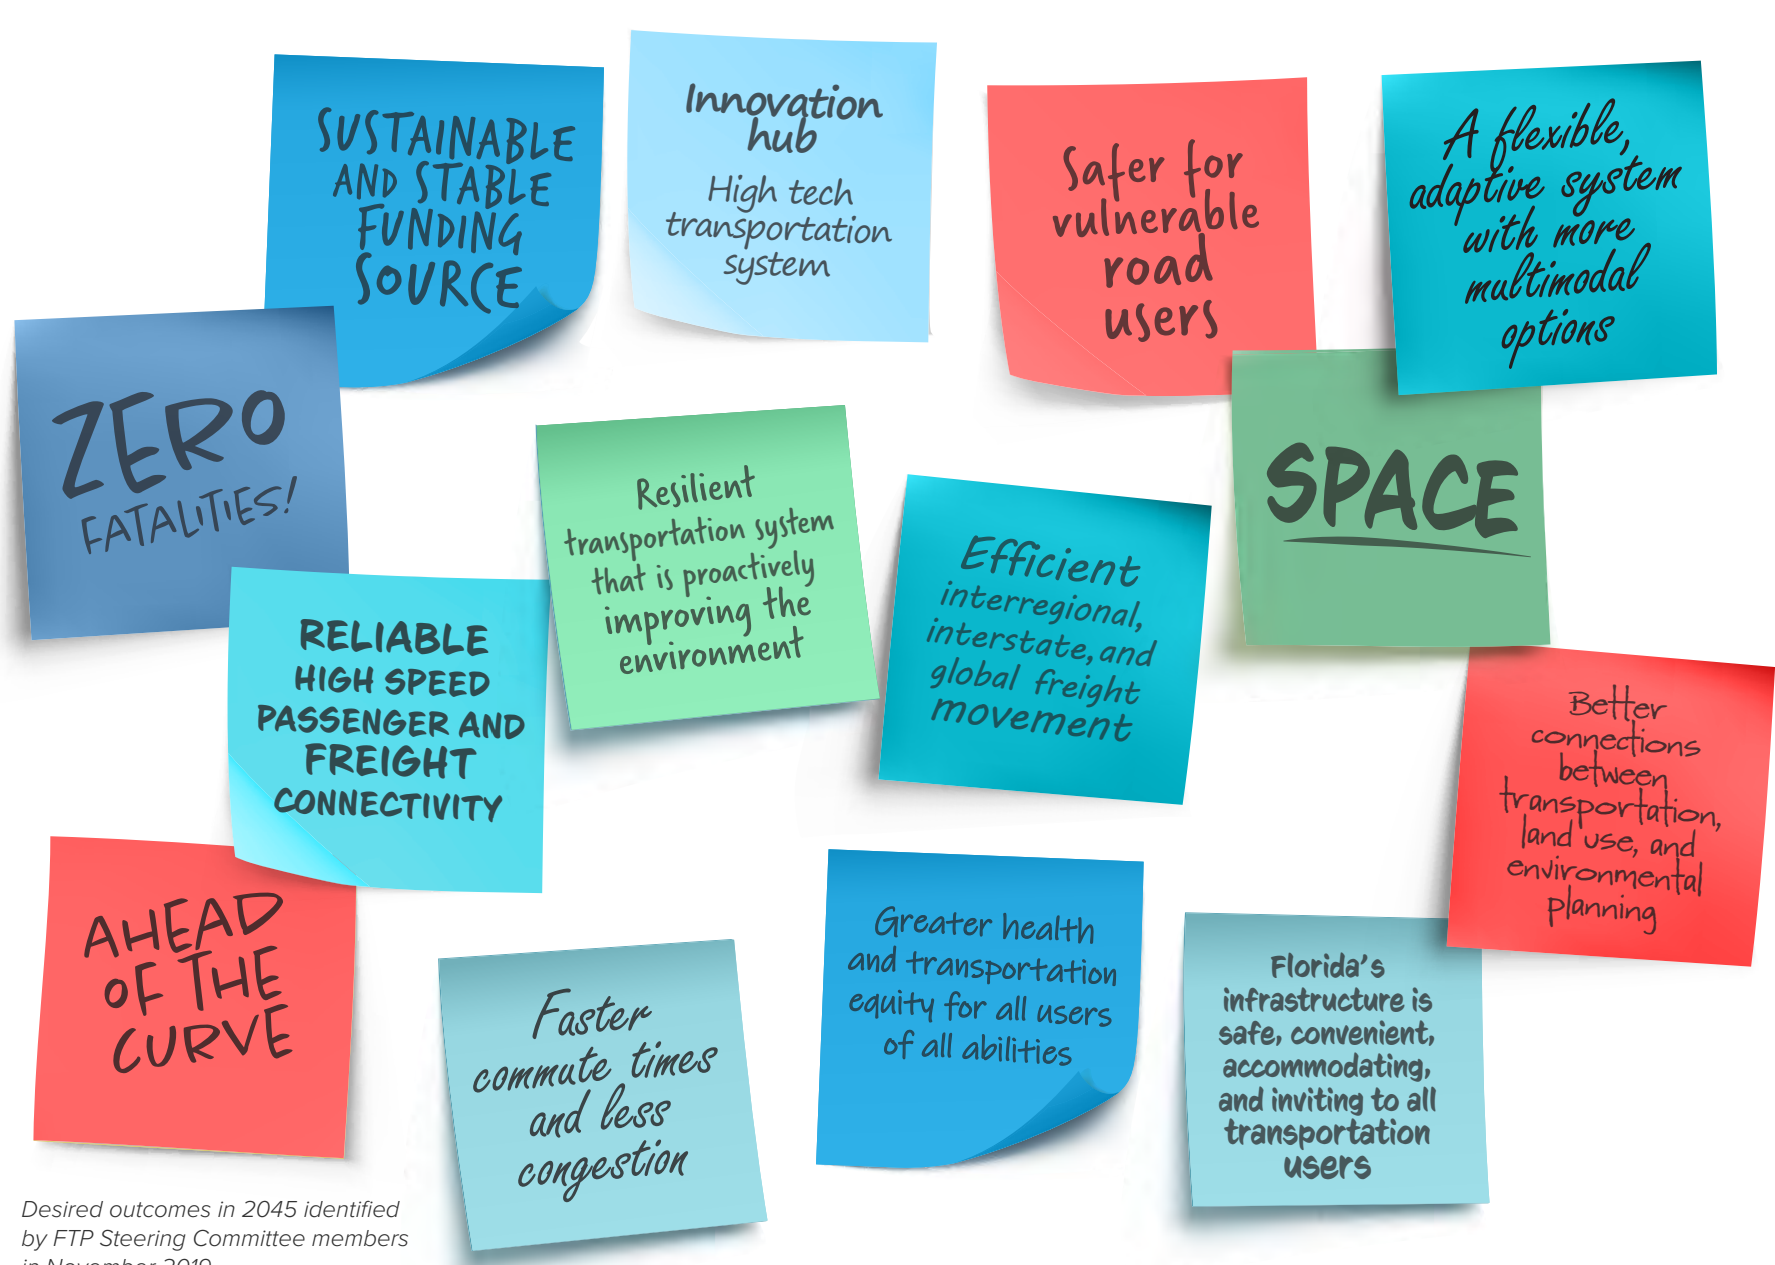 SUSTAINABLE
AND STABLE
FUNDING
SOURCE
Innovation
hub
High tech
transportation
system
Safer for
vulnerable
road
users
A flexible,
adaptive system
with more
multimodal
options
ZERO
FATALITIES!
Resilient
transportation system
that is proactively
improving the
environment
Efficient
interregional,
interstate, and
global freight
movement
SPACE
RELIABLE
HIGH SPEED
PASSENGER AND
FREIGHT
CONNECTIVITY
Better
connections
between
transportation,
land use, and
environmental
planning
AHEAD
OF THE
CURVE
Faster
commute times
and less
congestion
Greater health
and transportation
equity for all users
of all abilities
Florida's
infrastructure is
safe, convenient,
accommodating,
and inviting to all
transportation
users
Desired outcomes in 2045 identified
by FTP Steering Committee members
in November 2019